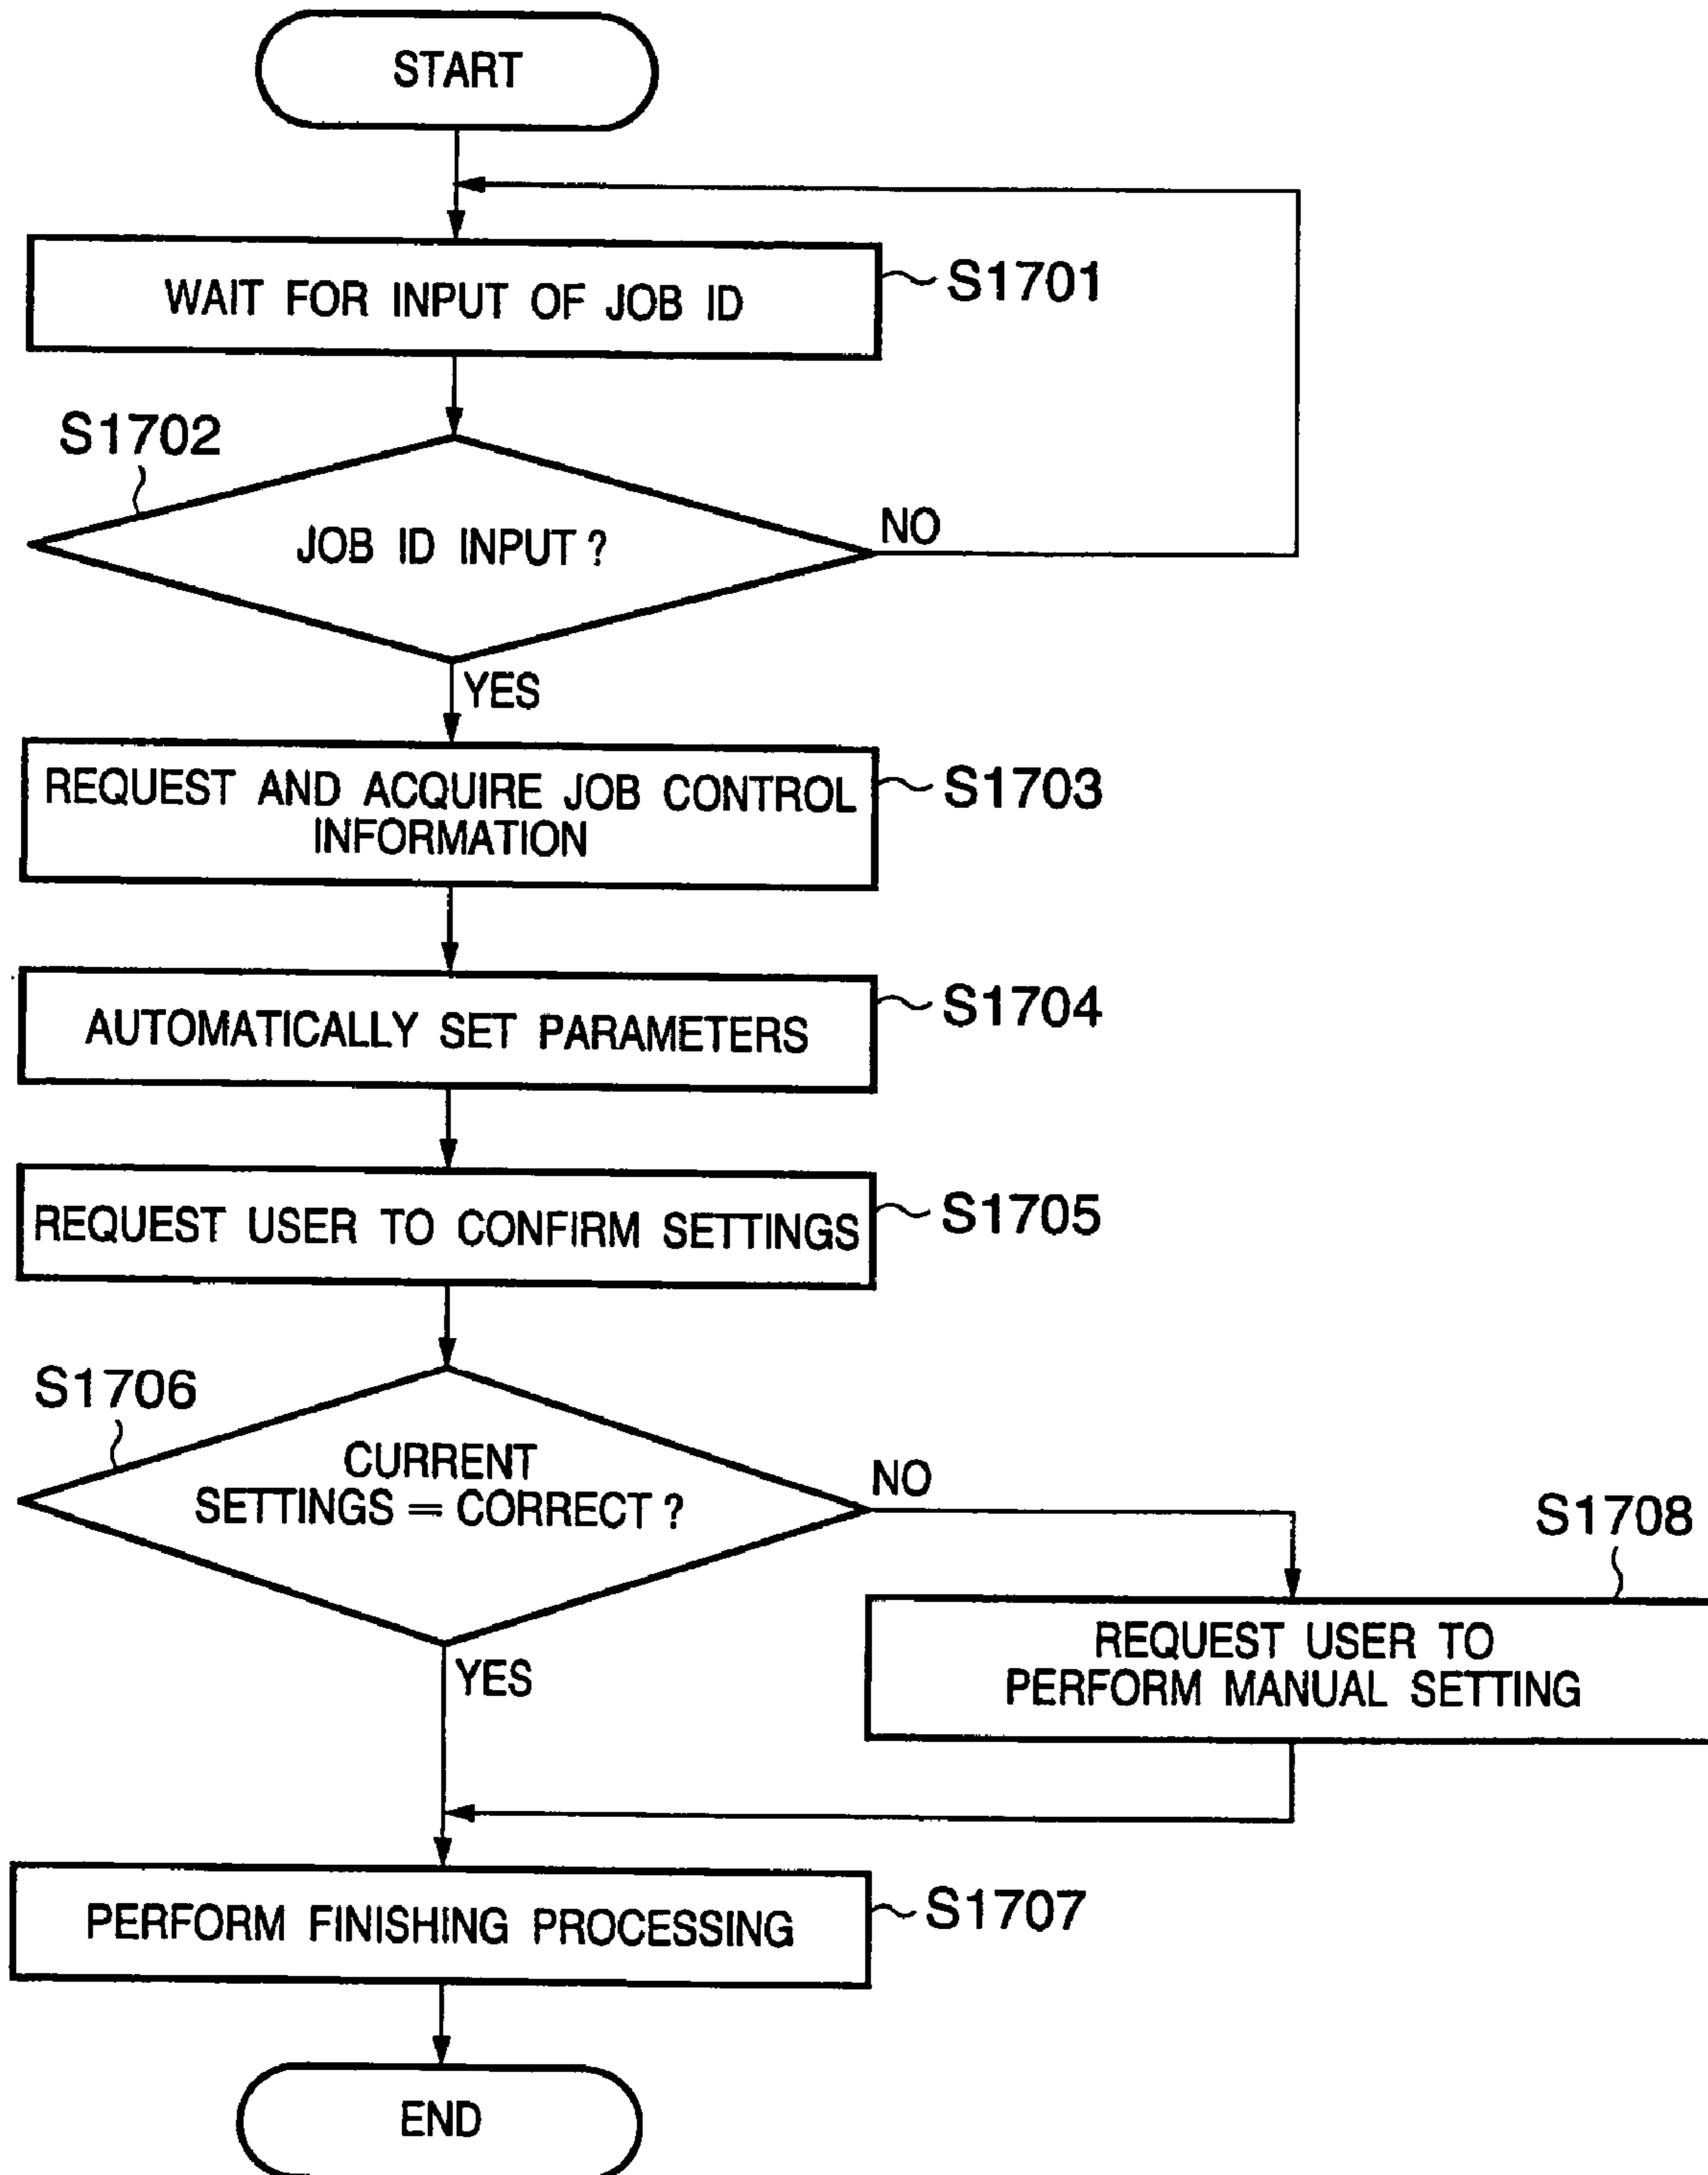 START
WAIT FOR INPUT OF JOB ID
S1701
S1702
JOB ID INPUT?
NO
YES
REQUEST AND ACQUIRE JOB CONTROL
INFORMATION
S1703
AUTOMATICALLY SET PARAMETERS
S1704
REQUEST USER TO CONFIRM SETTINGS
S1705
S1706
CURRENT
SETTINGS = CORRECT?
NO
YES
S1708
REQUEST USER TO
PERFORM MANUAL SETTING
PERFORM FINISHING PROCESSING
S1707
END